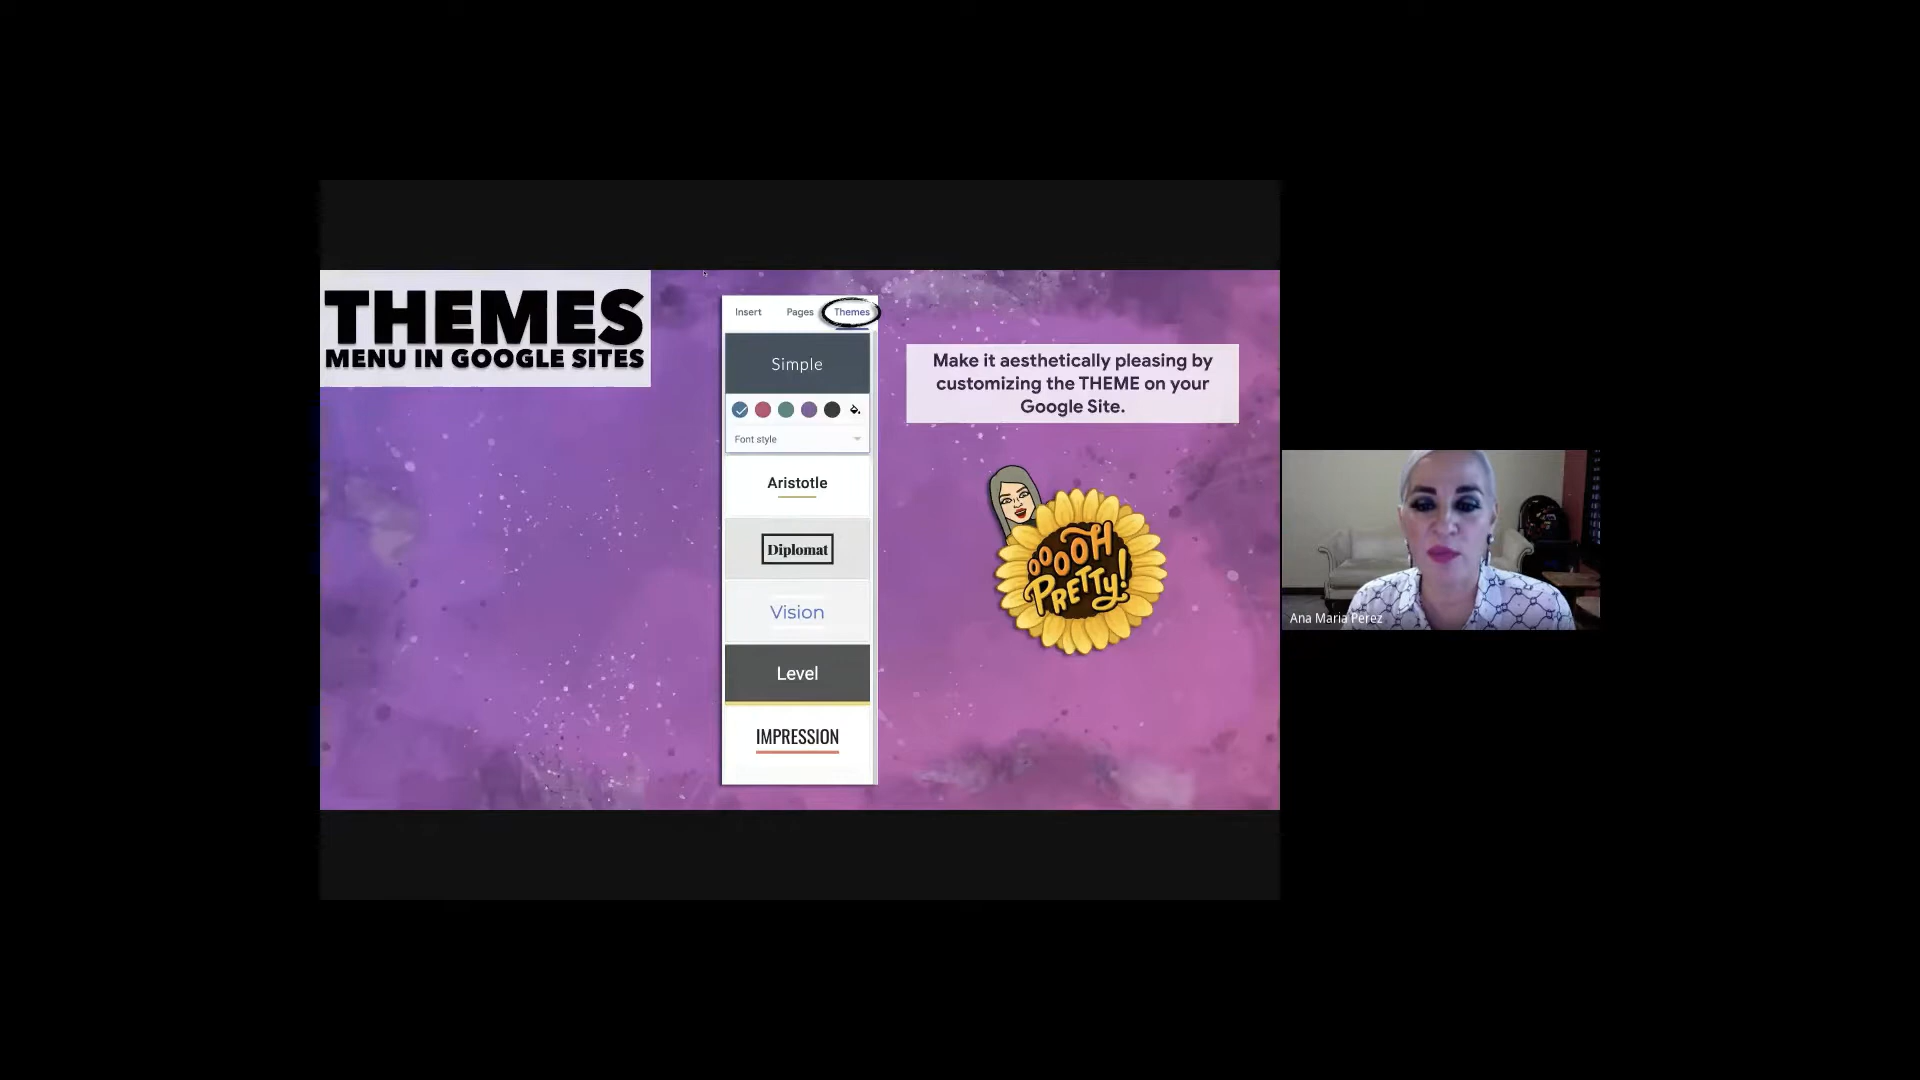 THEMES
MENU IN GOOGLE SITES
Insert Pages Themes
Simple
Font style
Aristotle
Diplomat
Vision
Level
IMPRESSION
Make it aesthetically pleasing by
customizing the THEME on your
Google Site.
OOOOH
PRETTY!
Ana Maria Perez